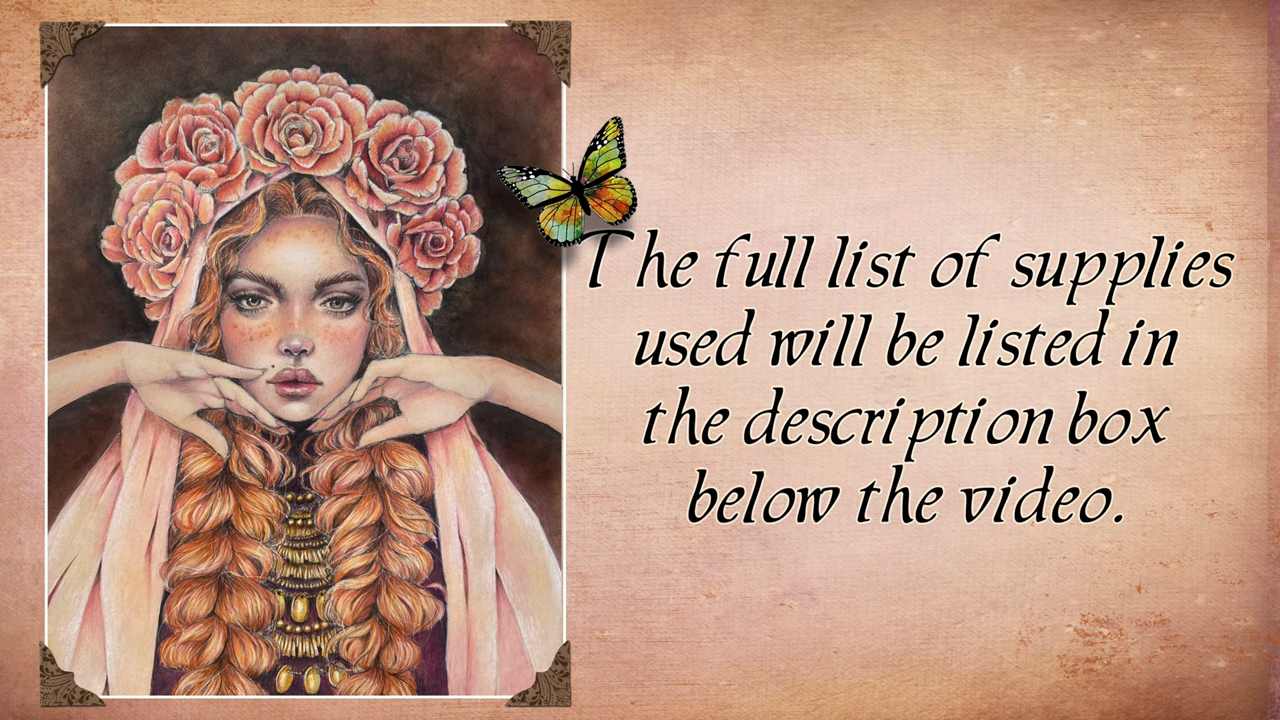 The full list of supplies
used will be listed in
the description box
below the video.